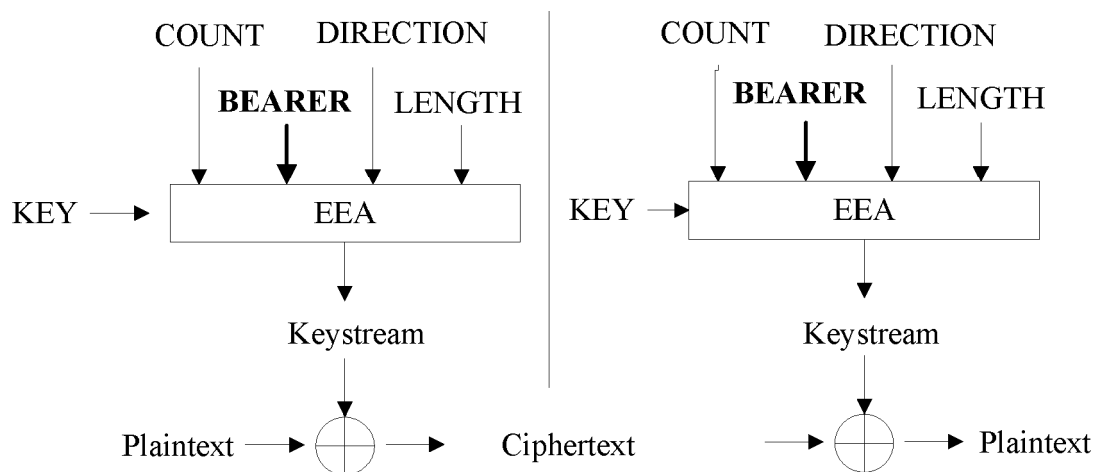 COUNT DIRECTION COUNT DIRECTION
BEARER LENGTH BEARER LENGTH
KEY EEA KEY EEA
Keystream Keystream
Plaintext Ciphertext Plaintext